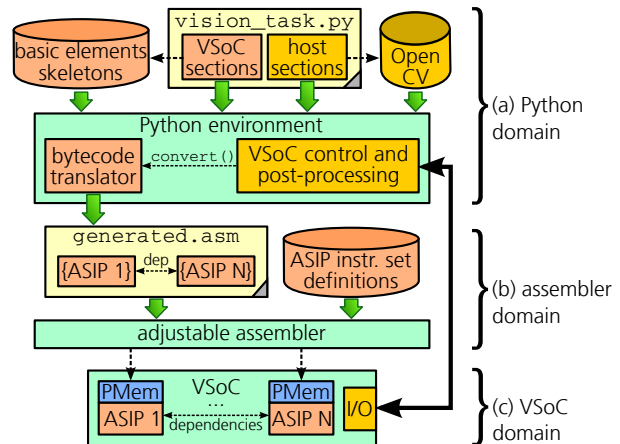 vision_task.py
basic elements
skeletons
VSoC
sections
host
sections
Open
CV
(a) Python
domain
Python environment
bytecode
translator
convert()
VSoC control and
post-processing
generated.asm
{ASIP 1}
dep
{ASIP N}
ASIP instr. set
definitions
(b) assembler
domain
adjustable assembler
PMem
ASIP 1
VSoC
...
dependencies
PMem
ASIP N
I/O
(c) VSoC
domain